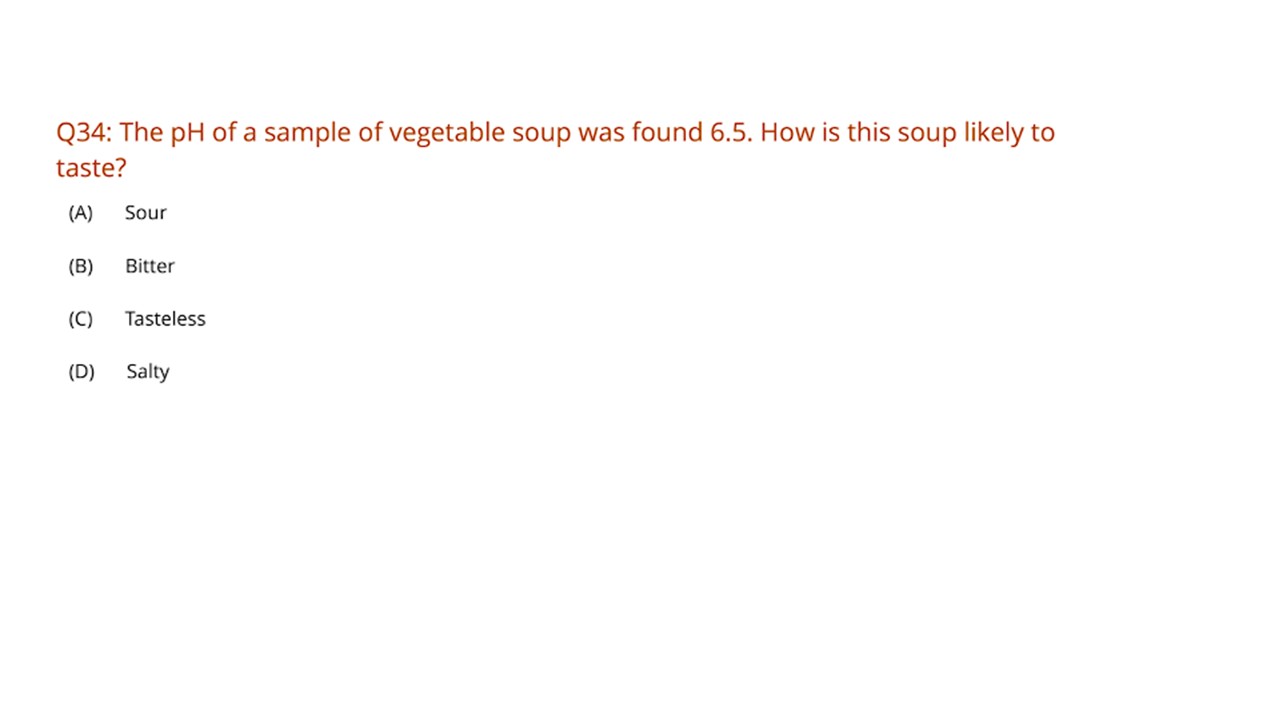 Q34: The pH of a sample of vegetable soup was found 6.5. How is this soup likely to
taste?
(A) Sour
(B) Bitter
(C) Tasteless
(D) Salty